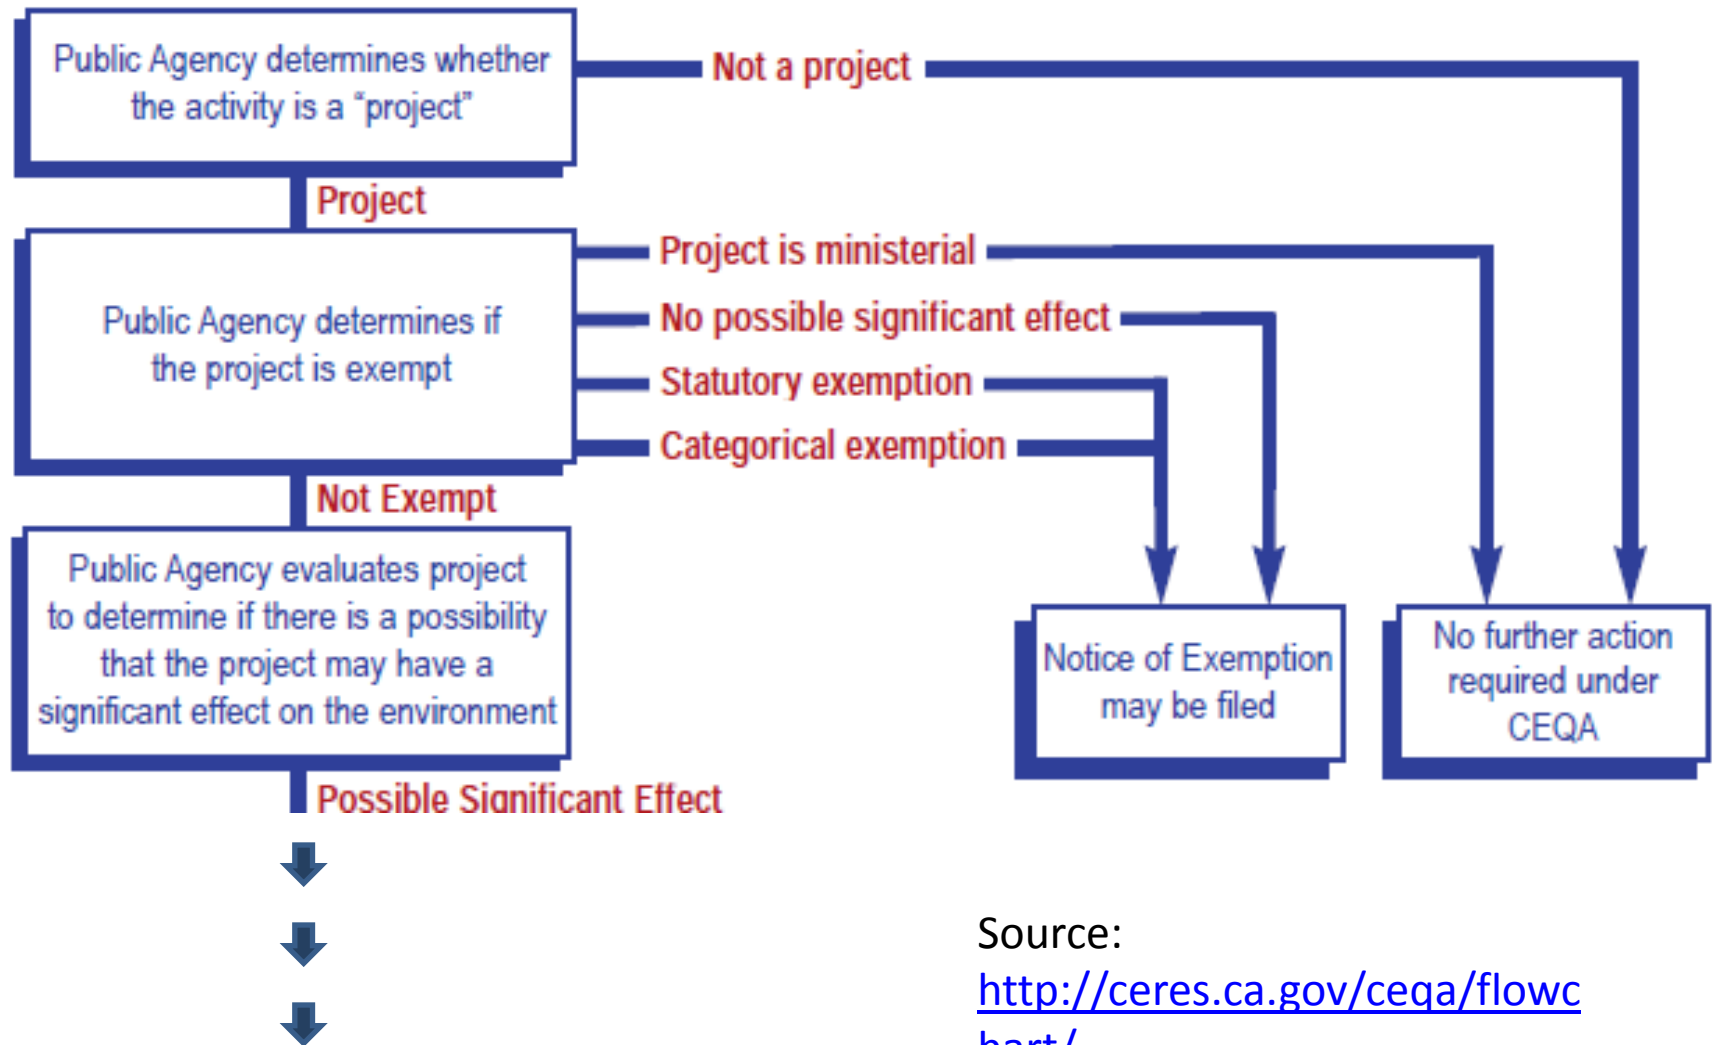 Public Agency determines whether
the activity is a “project”
Not a project
Project
Public Agency determines if
the project is exempt
Project is ministerial
No possible significant effect
Statutory exemption
Categorical exemption
Not Exempt
Public Agency evaluates project
to determine if there is a possibility
that the project may have a
significant effect on the environment
Notice of Exemption
may be filed
No further action
required under
CEQA
Possible Significant Effect
Source:
http://ceres.ca.gov/ceqa/flowc
hart/